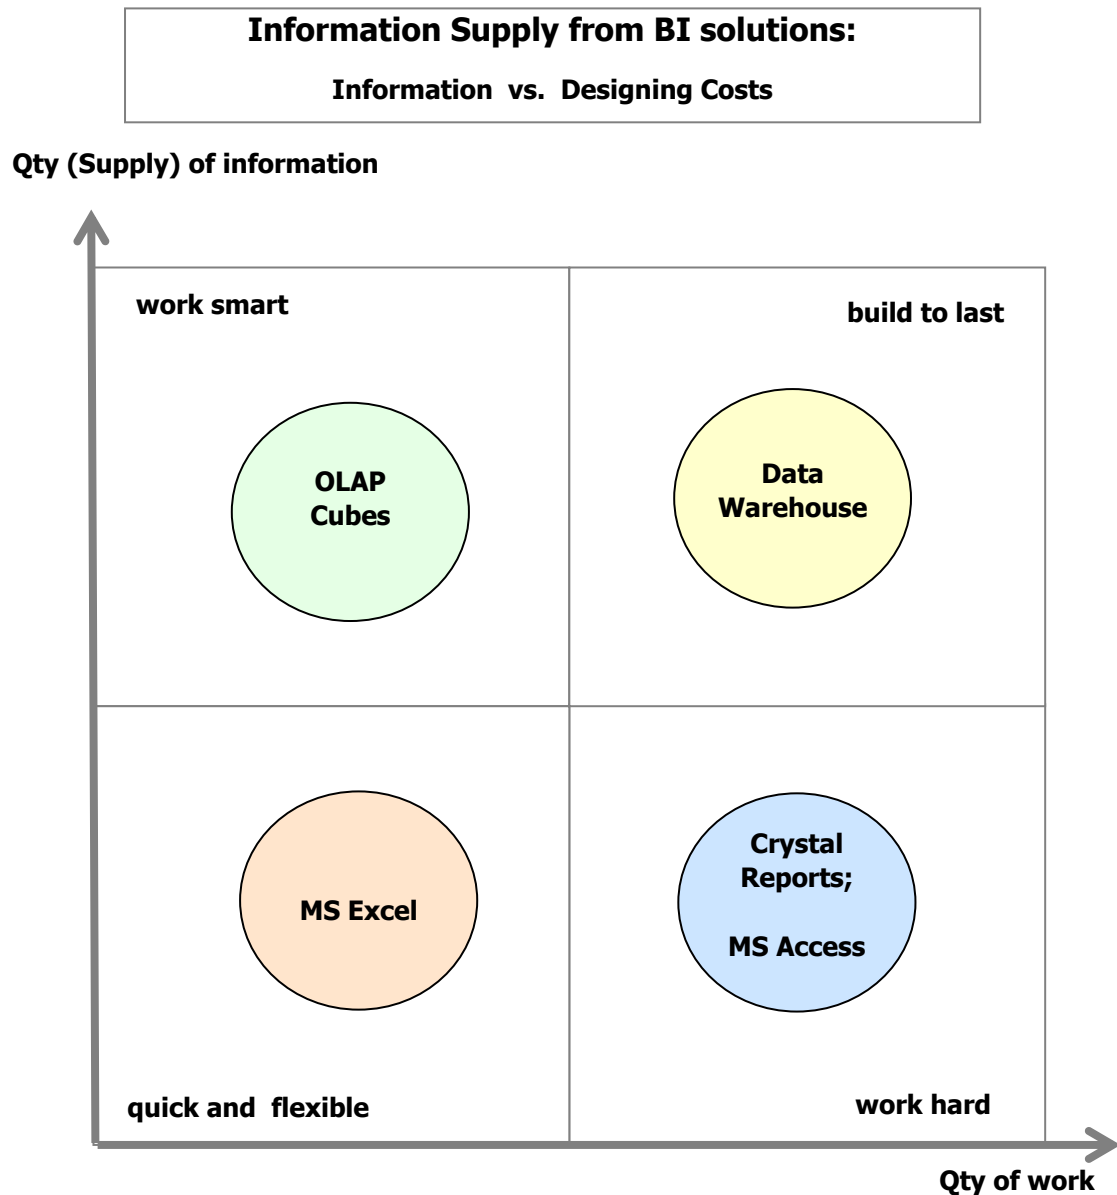 Information Supply from BI solutions:
Information vs. Designing Costs
Qty (Supply) of information
work smart
build to last
OLAP
Cubes
Data
Warehouse
MS Excel
Crystal
Reports;
MS Access
quick and flexible
work hard
Qty of work